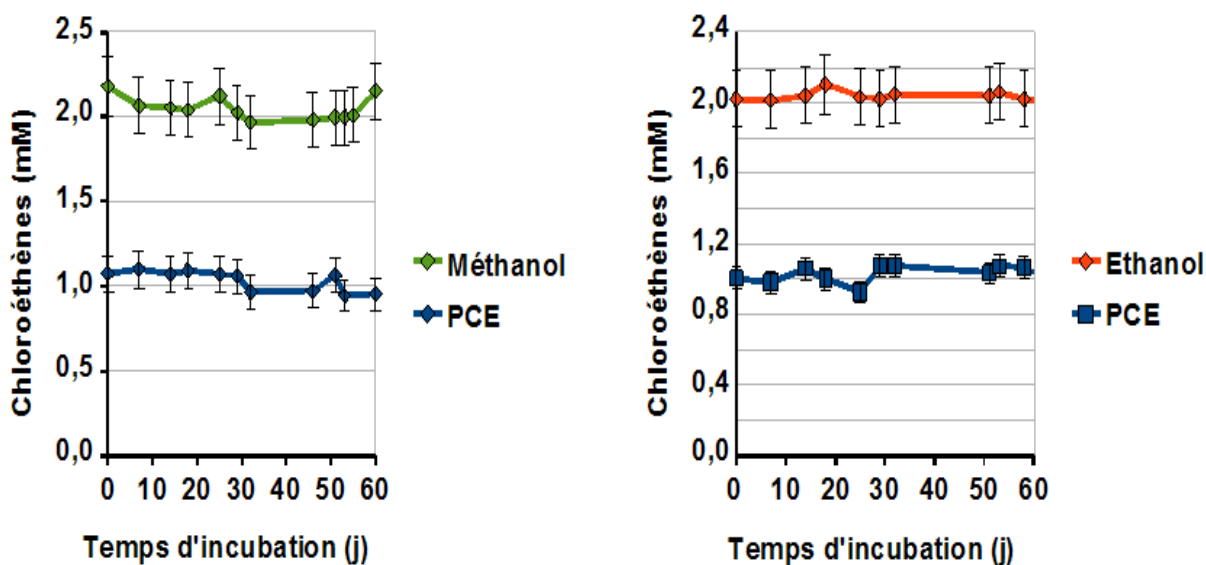 Chloroéthènes (mM)
2,5
2,0
1,5
1,0
0,5
0,0
0 10 20 30 40 50 60
Temps d'incubation (j)
Méthanol
PCE
Chloroéthènes (mM)
2,4
2,0
1,6
1,2
0,8
0,4
0,0
0 10 20 30 40 50 60
Temps d'incubation (j)
Ethanol
PCE